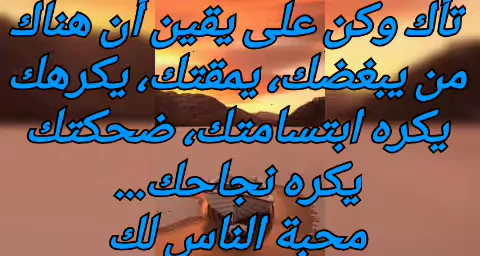 تأك وكن على يقين أن هناك
من يبغضك، يمقتك، يكرهك
يكره ابتسامتك، ضحكتك
يكره نجاحك...
محبة الناس لك